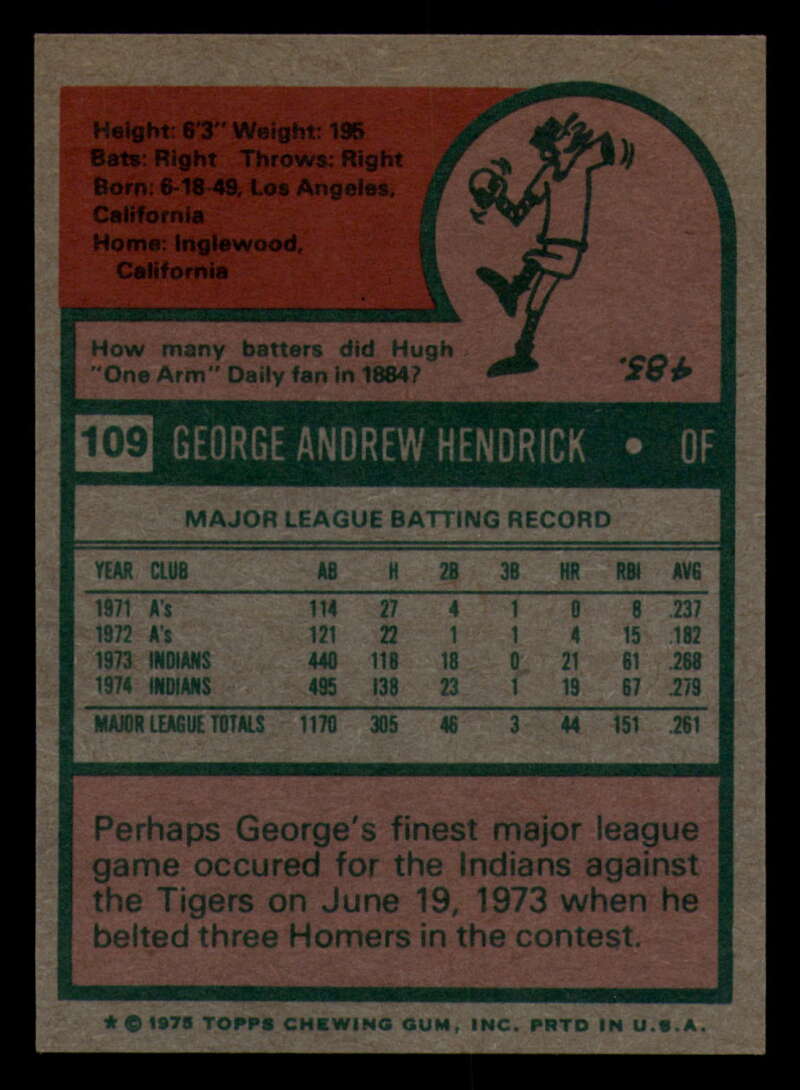 Height: 6'3" Weight: 195
Bats: Right Throws: Right
Born: 6-18-49, Los Angeles,
California
Home: Inglewood,
California
How many batters did Hugh
"One Arm" Daily fan in 1884?
483.
109 GEORGE ANDREW HENDRICK • OF
MAJOR LEAGUE BATTING RECORD
YEAR CLUB AB H 2B 3B HR RBI AVG
1971 A's 114 27 4 1 0 8 .237
1972 A's 121 22 1 1 4 15 .182
1973 INDIANS 440 118 18 0 21 61 .268
1974 INDIANS 495 138 23 1 19 67 .279
MAJOR LEAGUE TOTALS 1170 305 46 3 44 151 .261
Perhaps George's finest major league
game occured for the Indians against
the Tigers on June 19, 1973 when he
belted three Homers in the contest.
* © 1975 TOPPS CHEWING GUM, INC. PRTD IN U.S.A.